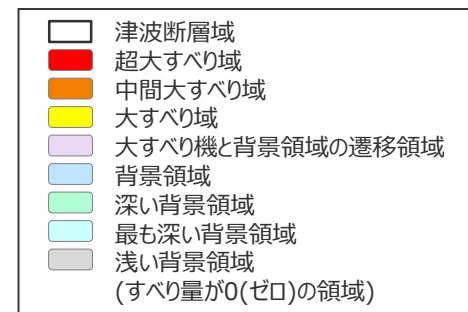 津波断層域
超大すべり域
中間大すべり域
大すべり域
大すべり機と背景領域の遷移領域
背景領域
深い背景領域
最も深い背景領域
浅い背景領域
(すべり量が0(ゼロ)の領域)